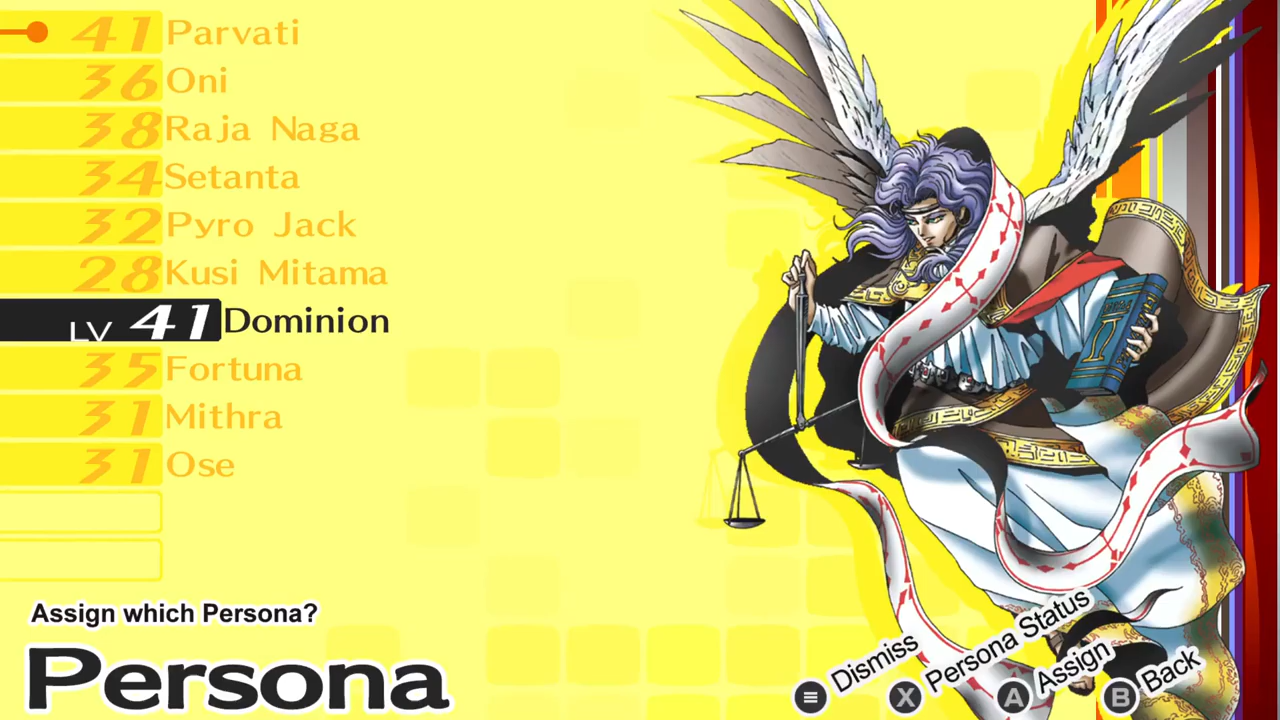 41 Parvati
36 Oni
38 Raja Naga
34 Setanta
32 Pyro Jack
28 Kusi Mitama
LV 41 Dominion
35 Fortuna
31 Mithra
31 Ose
Assign which Persona?
Persona
Dismiss
X Persona Status
A Assign
B Back